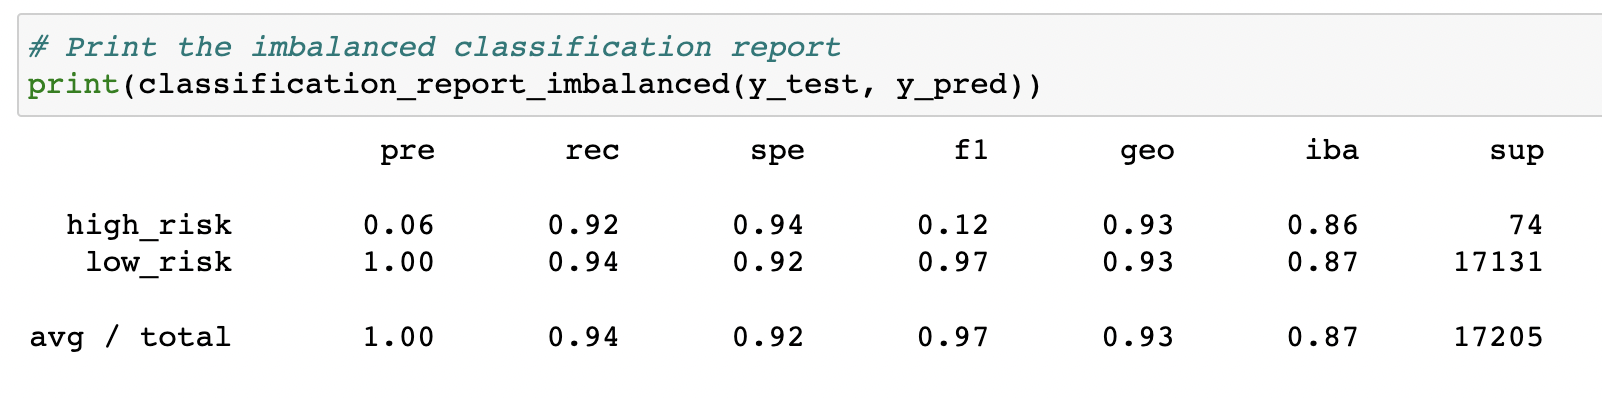 # Print the imbalanced classification report
print(classification_report_imbalanced(y_test, y_pred))
pre rec spe f1 geo iba sup
high_risk 0.06 0.92 0.94 0.12 0.93 0.86 74
low_risk 1.00 0.94 0.92 0.97 0.93 0.87 17131
avg / total 1.00 0.94 0.92 0.97 0.93 0.87 17205